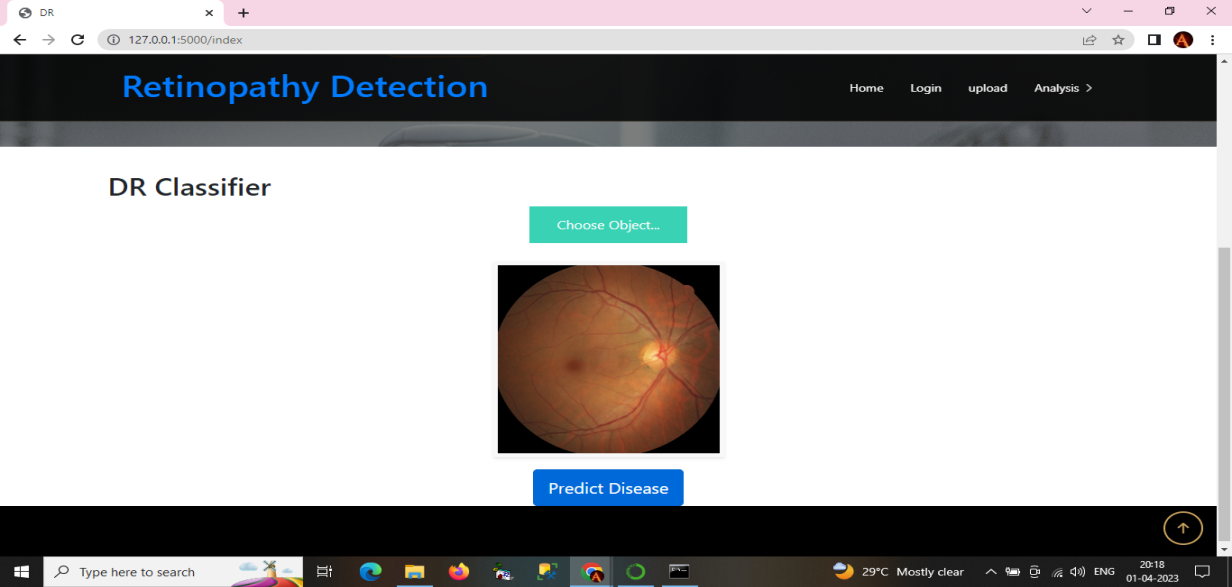 DR
127.0.0.1:5000/index
Retinopathy Detection
Home Login upload Analysis
DR Classifier
Choose Object...
Predict Disease
Type here to search
29°C Mostly clear
ENG
20:18
01-04-2023